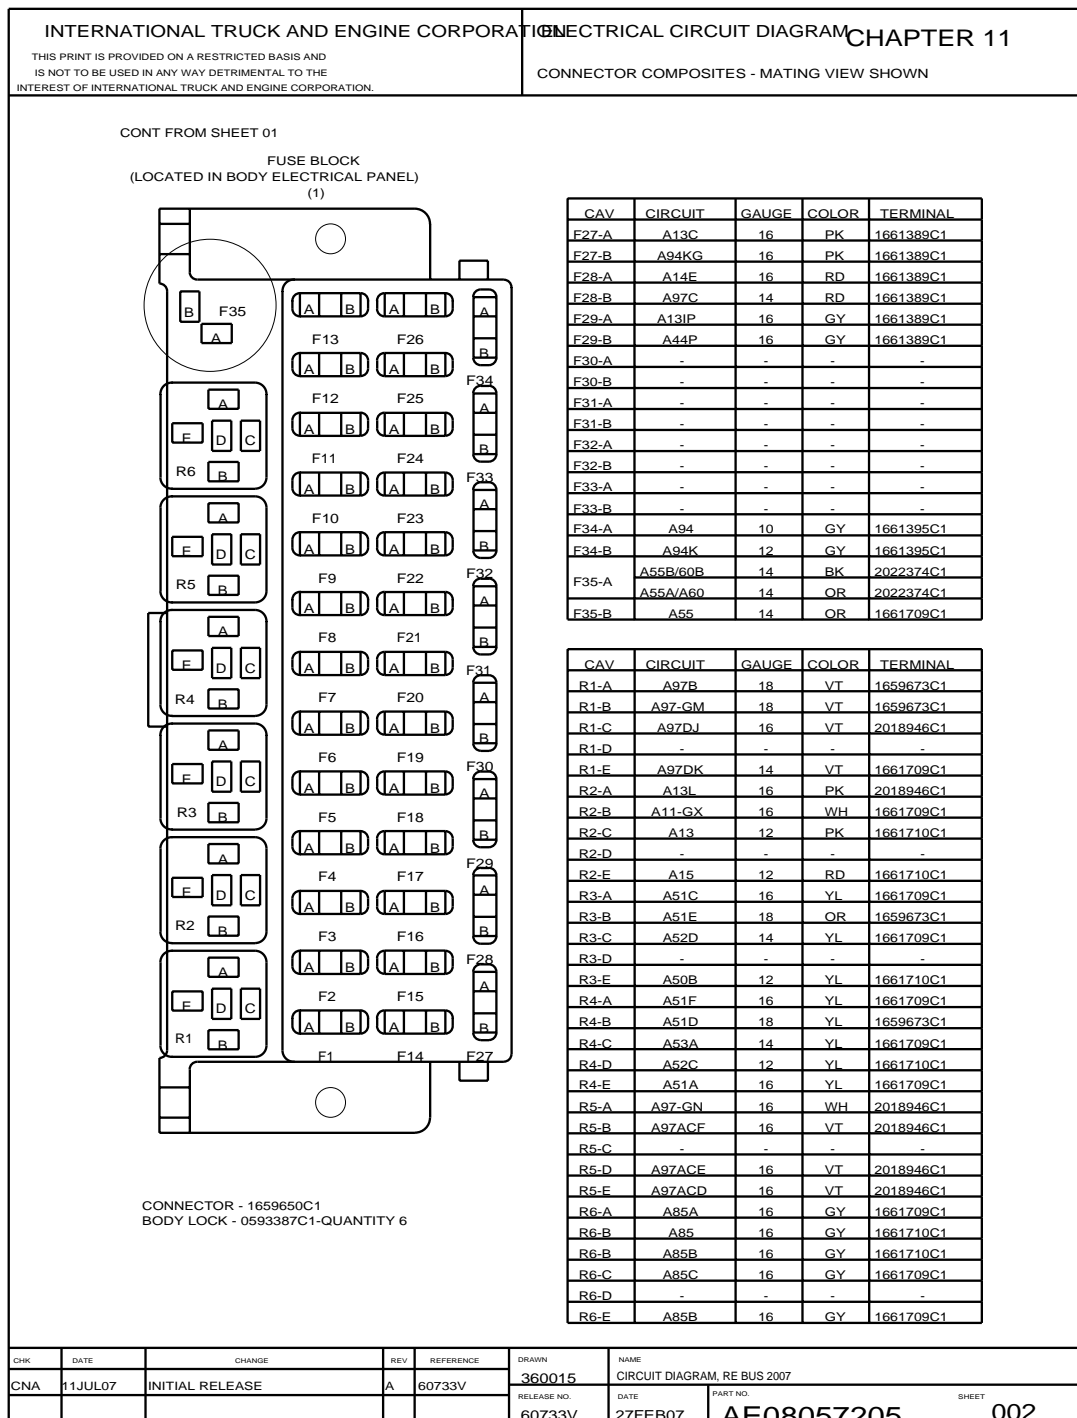 INTERNATIONAL TRUCK AND ENGINE CORPORATION
THIS PRINT IS PROVIDED ON A RESTRICTED BASIS AND
IS NOT TO BE USED IN ANY WAY DETRIMENTAL TO THE
INTEREST OF INTERNATIONAL TRUCK AND ENGINE CORPORATION.
ELECTRICAL CIRCUIT DIAGRAM
CHAPTER 11
CONNECTOR COMPOSITES - MATING VIEW SHOWN
CONT FROM SHEET 01
FUSE BLOCK
(LOCATED IN BODY ELECTRICAL PANEL)
(1)
B F35
A
A B A B A
F13 F26 B
A B A B F34
F12 F25 A
A B A B B
F11 F24 F33
A B A B A
F10 F23 B
A B A B F32
F9 F22 A
A B A B B
F8 F21 F31
A B A B A
F7 F20 B
A B A B F30
F6 F19 A
A B A B B
F5 F18 F29
A B A B A
F4 F17 B
A B A B F28
F3 F16 A
A B A B B
F2 F15 F27
A B A B
F1 F14
A
E D C
R6 B
A
E D C
R5 B
A
E D C
R4 B
A
E D C
R3 B
A
E D C
R2 B
A
E D C
R1 B
CONNECTOR - 1659650C1
BODY LOCK - 0593387C1-QUANTITY 6
CAV CIRCUIT GAUGE COLOR TERMINAL
F27-A A13C 16 PK 1661389C1
F27-B A94KG 16 PK 1661389C1
F28-A A14E 16 RD 1661389C1
F28-B A97C 14 RD 1661389C1
F29-A A13IP 16 GY 1661389C1
F29-B A44P 16 GY 1661389C1
F30-A - - - -
F30-B - - - -
F31-A - - - -
F31-B - - - -
F32-A - - - -
F32-B - - - -
F33-A - - - -
F33-B - - - -
F34-A A94 10 GY 1661395C1
F34-B A94K 12 GY 1661395C1
F35-A A55B/60B 14 BK 2022374C1
A55A/A60 14 OR 2022374C1
F35-B A55 14 OR 1661709C1
CAV CIRCUIT GAUGE COLOR TERMINAL
R1-A A97B 18 VT 1659673C1
R1-B A97-GM 18 VT 1659673C1
R1-C A97DJ 16 VT 2018946C1
R1-D - - - -
R1-E A97DK 14 VT 1661709C1
R2-A A13L 16 PK 2018946C1
R2-B A11-GX 16 WH 1661709C1
R2-C A13 12 PK 1661710C1
R2-D - - - -
R2-E A15 12 RD 1661710C1
R3-A A51C 16 YL 1661709C1
R3-B A51E 18 OR 1659673C1
R3-C A52D 14 YL 1661709C1
R3-D - - - -
R3-E A50B 12 YL 1661710C1
R4-A A51F 16 YL 1661709C1
R4-B A51D 18 YL 1659673C1
R4-C A53A 14 YL 1661709C1
R4-D A52C 12 YL 1661710C1
R4-E A51A 16 YL 1661709C1
R5-A A97-GN 16 WH 2018946C1
R5-B A97ACF 16 VT 2018946C1
R5-C - - - -
R5-D A97ACE 16 VT 2018946C1
R5-E A97ACD 16 VT 2018946C1
R6-A A85A 16 GY 1661709C1
R6-B A85 16 GY 1661710C1
R6-B A85B 16 GY 1661710C1
R6-C A85C 16 GY 1661709C1
R6-D - - - -
R6-E A85B 16 GY 1661709C1
CHK DATE CHANGE REV REFERENCE
CNA 11JUL07 INITIAL RELEASE A 60733V
DRAWN
360015
NAME
CIRCUIT DIAGRAM, RE BUS 2007
RELEASE NO.
60733V
DATE
27FEB07
PART NO.
AE08057205
SHEET
002